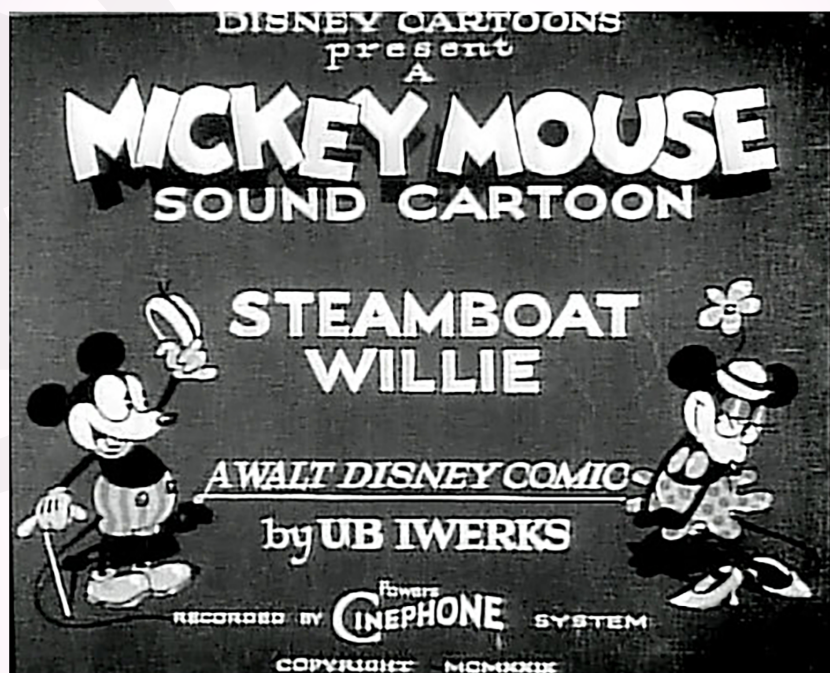 DISNEY CARTOONS
present
A
MICKEY MOUSE
SOUND CARTOON
STEAMBOAT
WILLIE
A WALT DISNEY COMIC
by UB IWERKS
RECORDED BY Powers CINEPHONE SYSTEM
COPYRIGHT MCMXXIX